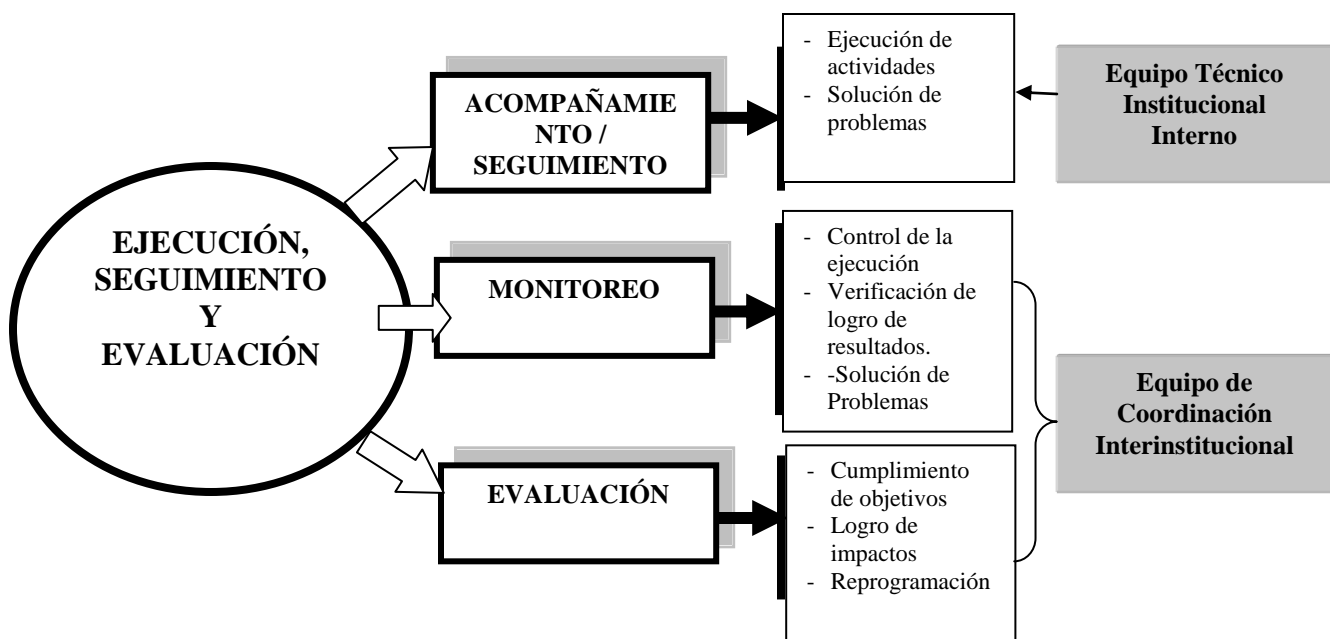 EJECUCIÓN,
SEGUIMIENTO
Y
EVALUACIÓN
ACOMPAÑAMIE
NTO /
SEGUIMIENTO
- Ejecución de
actividades
- Solución de
problemas
Equipo Técnico
Institucional
Interno
MONITOREO
- Control de la
ejecución
- Verificación de
logro de
resultados.
- -Solución de
Problemas
EVALUACIÓN
- Cumplimiento
de objetivos
- Logro de
impactos
- Reprogramación
Equipo de
Coordinación
Interinstitucional